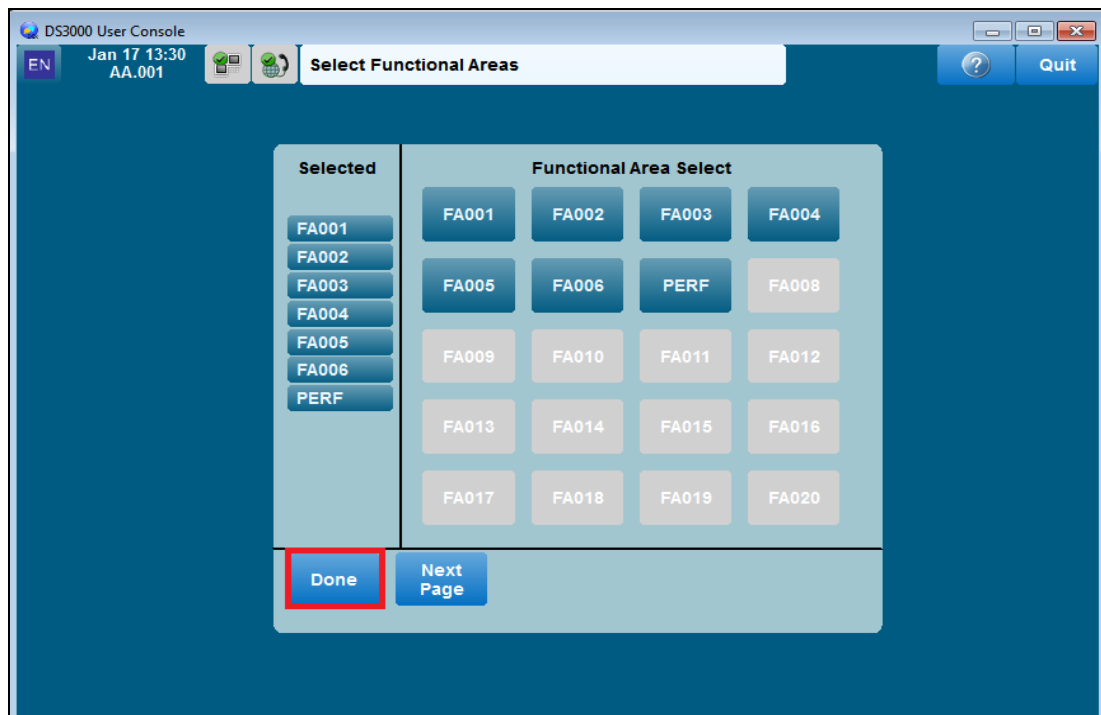 DS3000 User Console
EN
Jan 17 13:30
AA.001
Select Functional Areas
?
Quit
Selected
Functional Area Select
FA001
FA002
FA003
FA004
FA005
FA006
PERF
FA001 FA002 FA003 FA004
FA005 FA006 PERF FA008
FA009 FA010 FA011 FA012
FA013 FA014 FA015 FA016
FA017 FA018 FA019 FA020
Done
Next
Page